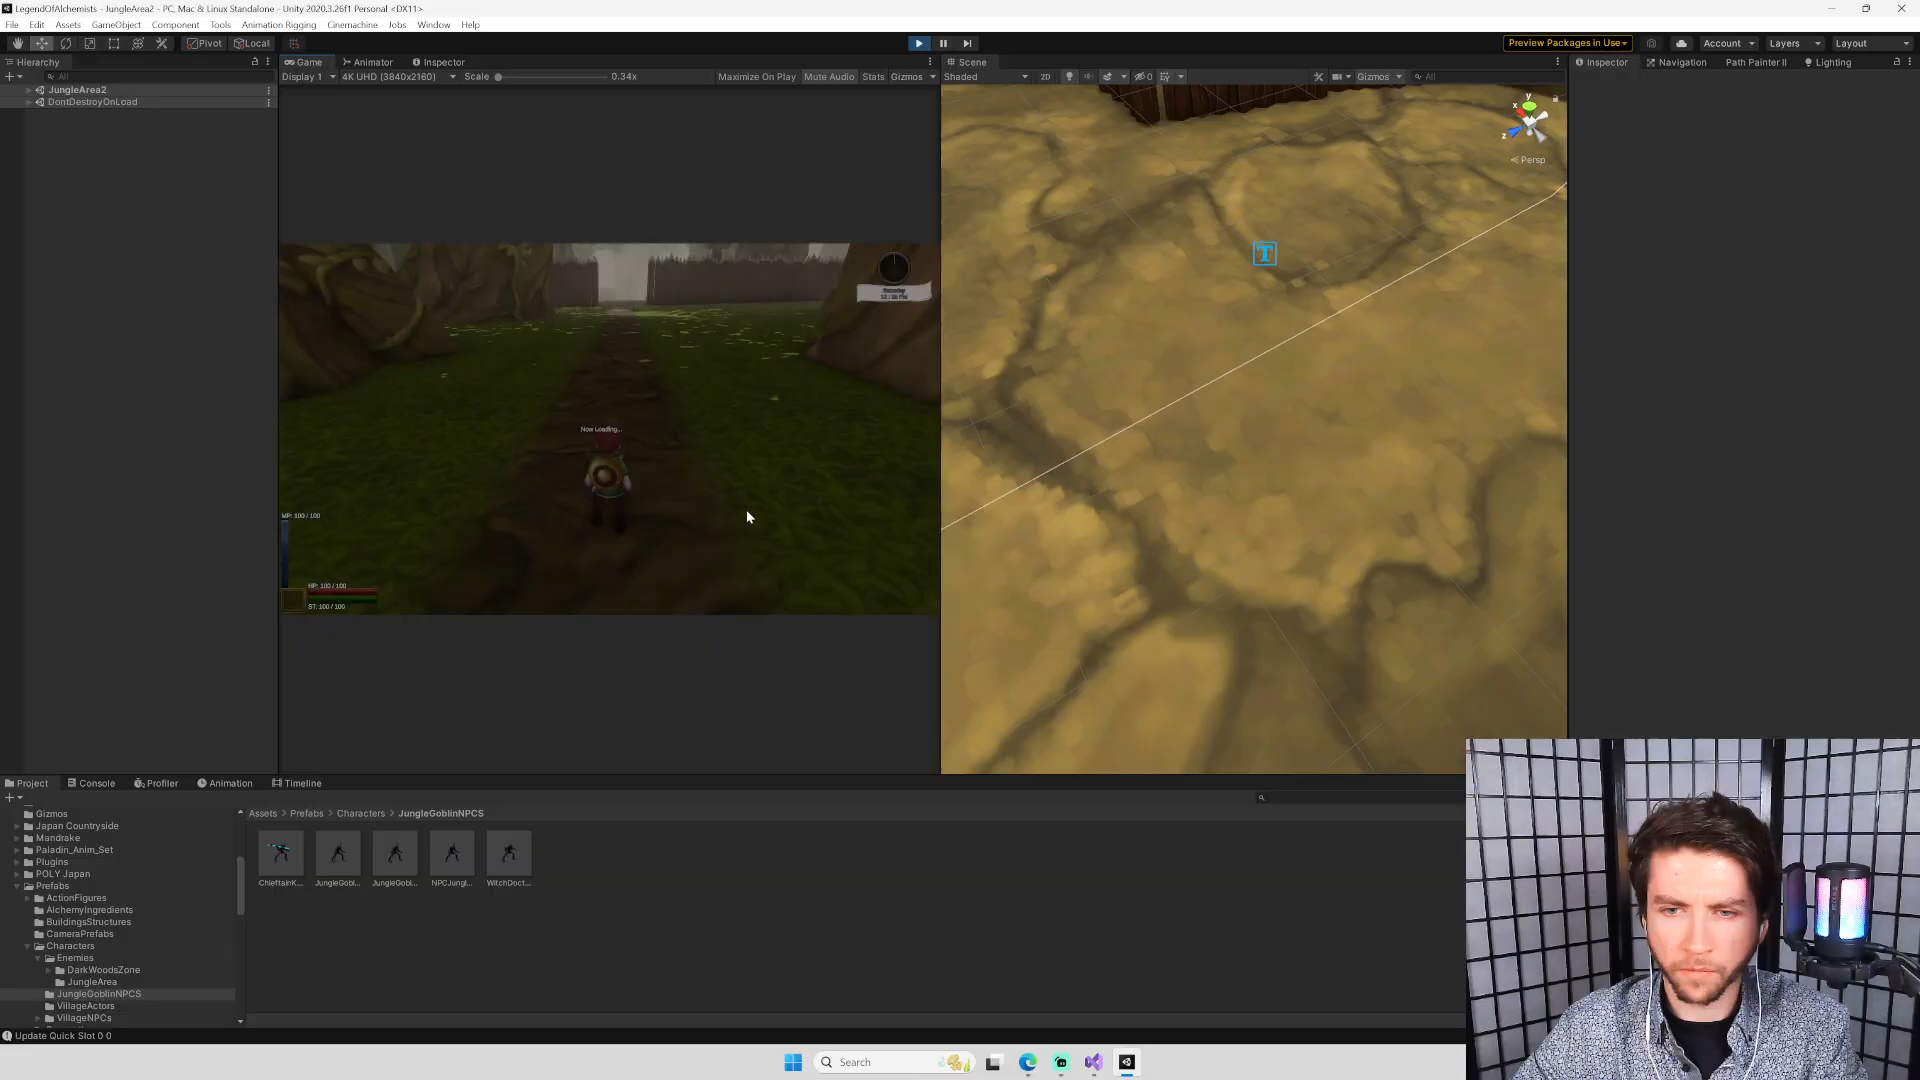 LegendOfAlchemists - JungleArea2 - PC, Mac & Linux Standalone - Unity 2020.3.26f1 Personal <DX11>
File Edit Assets GameObject Component Tools Animation Rigging Cinemachine Jobs Window Help
Pivot Local Preview Packages in Use Account Layers Layout
Hierarchy Game Animator Inspector Scene Inspector Navigation Path Painter II Lighting
All Display 1 4K UHD (3840x2160) Scale 0.34x Maximize On Play Mute Audio Stats Gizmos Shaded 2D 0 Gizmos All
JungleArea2
DontDestroyOnLoad
y
x
z
Persp
T
Now Loading...
MP: 100 / 100
HP: 100 / 100
ST: 100 / 100
Project Console Profiler Animation Timeline
Assets > Prefabs > Characters > JungleGoblinNPCS
Gizmos
Japan Countryside
Mandrake
Paladin_Anim_Set
Plugins
POLY Japan
Prefabs
ActionFigures
AlchemyIngredients
BuildingsStructures
CameraPrefabs
Characters
Enemies
DarkWoodsZone
JungleArea
JungleGoblinNPCS
VillageActors
VillageNPCs
ChieftainK... JungleGobl... JungleGobl... NPCJungl... WitchDoct...
Update Quick Slot 0 0
Search